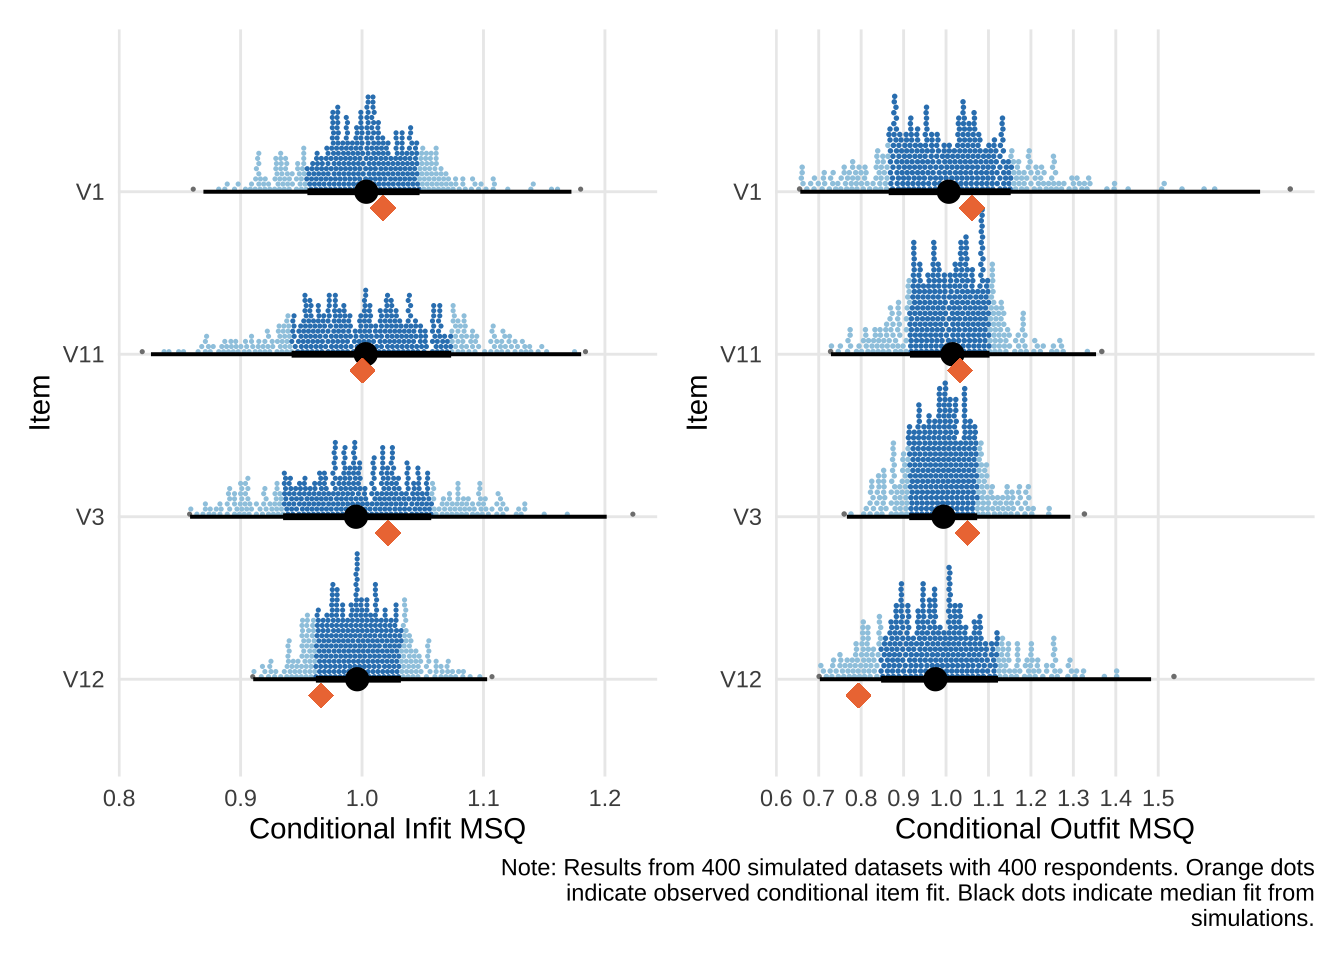 V1
V11
V3
V12
Item
0.8 0.9 1.0 1.1 1.2
Conditional Infit MSQ
V1
V11
V3
V12
Item
0.6 0.7 0.8 0.9 1.0 1.1 1.2 1.3 1.4 1.5
Conditional Outfit MSQ
Note: Results from 400 simulated datasets with 400 respondents. Orange dots
indicate observed conditional item fit. Black dots indicate median fit from
simulations.